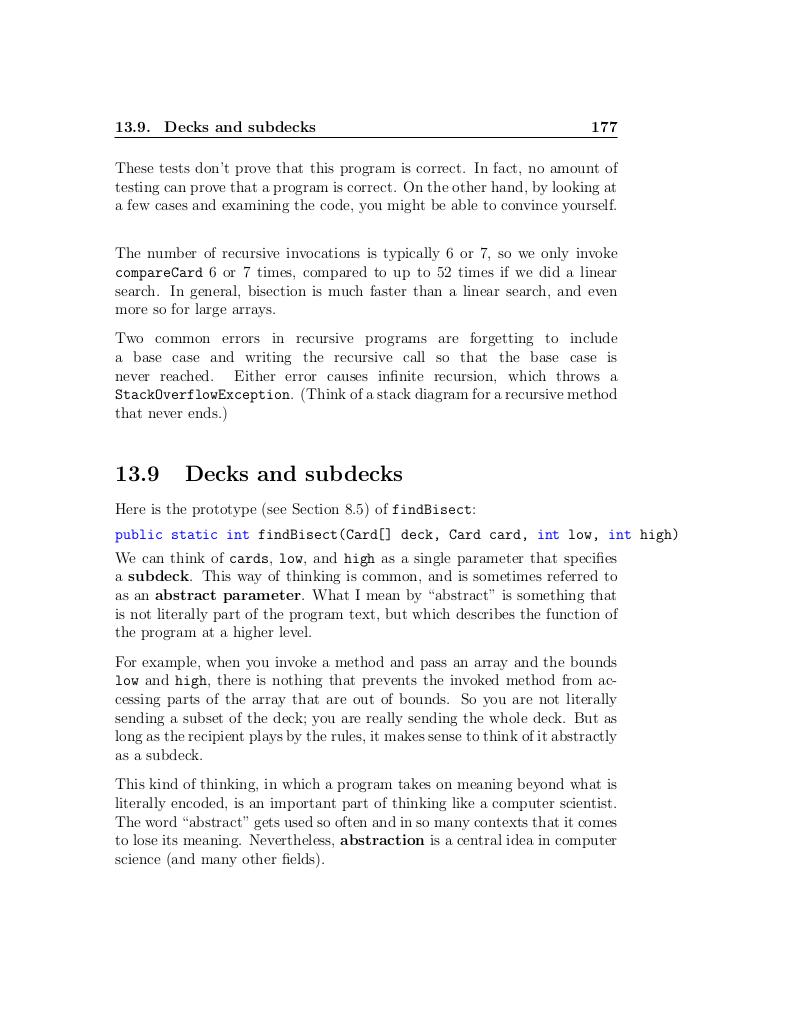 13.9. Decks and subdecks 177
These tests don't prove that this program is correct. In fact, no amount of
testing can prove that a program is correct. On the other hand, by looking at
a few cases and examining the code, you might be able to convince yourself.
The number of recursive invocations is typically 6 or 7, so we only invoke
compareCard 6 or 7 times, compared to up to 52 times if we did a linear
search. In general, bisection is much faster than a linear search, and even
more so for large arrays.
Two common errors in recursive programs are forgetting to include
a base case and writing the recursive call so that the base case is
never reached. Either error causes infinite recursion, which throws a
StackOverflowException. (Think of a stack diagram for a recursive method
that never ends.)
13.9 Decks and subdecks
Here is the prototype (see Section 8.5) of findBisect:
public static int findBisect(Card[] deck, Card card, int low, int high)
We can think of cards, low, and high as a single parameter that specifies
a subdeck. This way of thinking is common, and is sometimes referred to
as an abstract parameter. What I mean by “abstract” is something that
is not literally part of the program text, but which describes the function of
the program at a higher level.
For example, when you invoke a method and pass an array and the bounds
low and high, there is nothing that prevents the invoked method from ac-
cessing parts of the array that are out of bounds. So you are not literally
sending a subset of the deck; you are really sending the whole deck. But as
long as the recipient plays by the rules, it makes sense to think of it abstractly
as a subdeck.
This kind of thinking, in which a program takes on meaning beyond what is
literally encoded, is an important part of thinking like a computer scientist.
The word “abstract” gets used so often and in so many contexts that it comes
to lose its meaning. Nevertheless, abstraction is a central idea in computer
science (and many other fields).